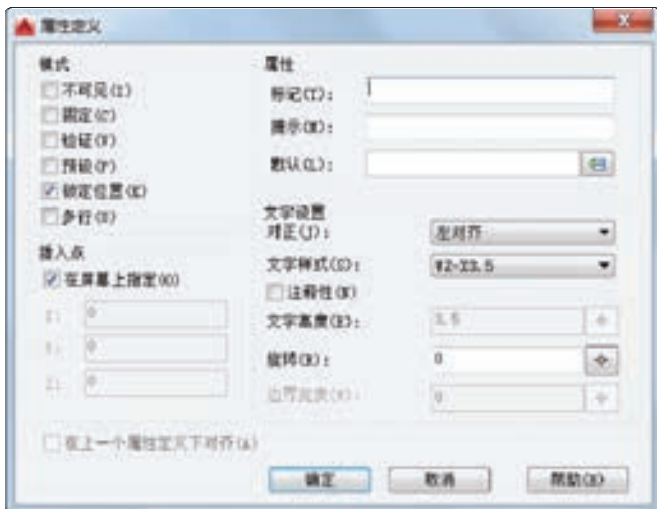 属性定义
模式
不可见(I)
固定(C)
验证(V)
预设(P)
锁定位置(K)
多行(U)
插入点
在屏幕上指定(O)
X: 0
Y: 0
Z: 0
在上一个属性定义下对齐(A)
属性
标记(T):
提示(M):
默认(L):
文字设置
对正(J): 左对齐
文字样式(S):
注释性(N)
文字高度(E): 3.5
旋转(R): 0
边界宽度(W): 0
确定 取消 帮助(H)